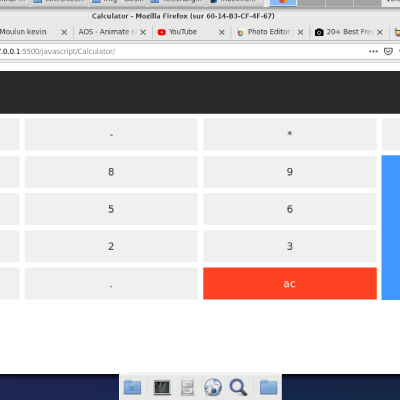 Calculator - Mozilla Firefox (sur 60-14-B3-CF-4F-67)
Moulun kevin
AOS - Animate
YouTube
Photo Editor
20+ Best Fre
.0.0.1:5500/javascript/Calculator/
- *
8 9
5 6
2 3
. ac